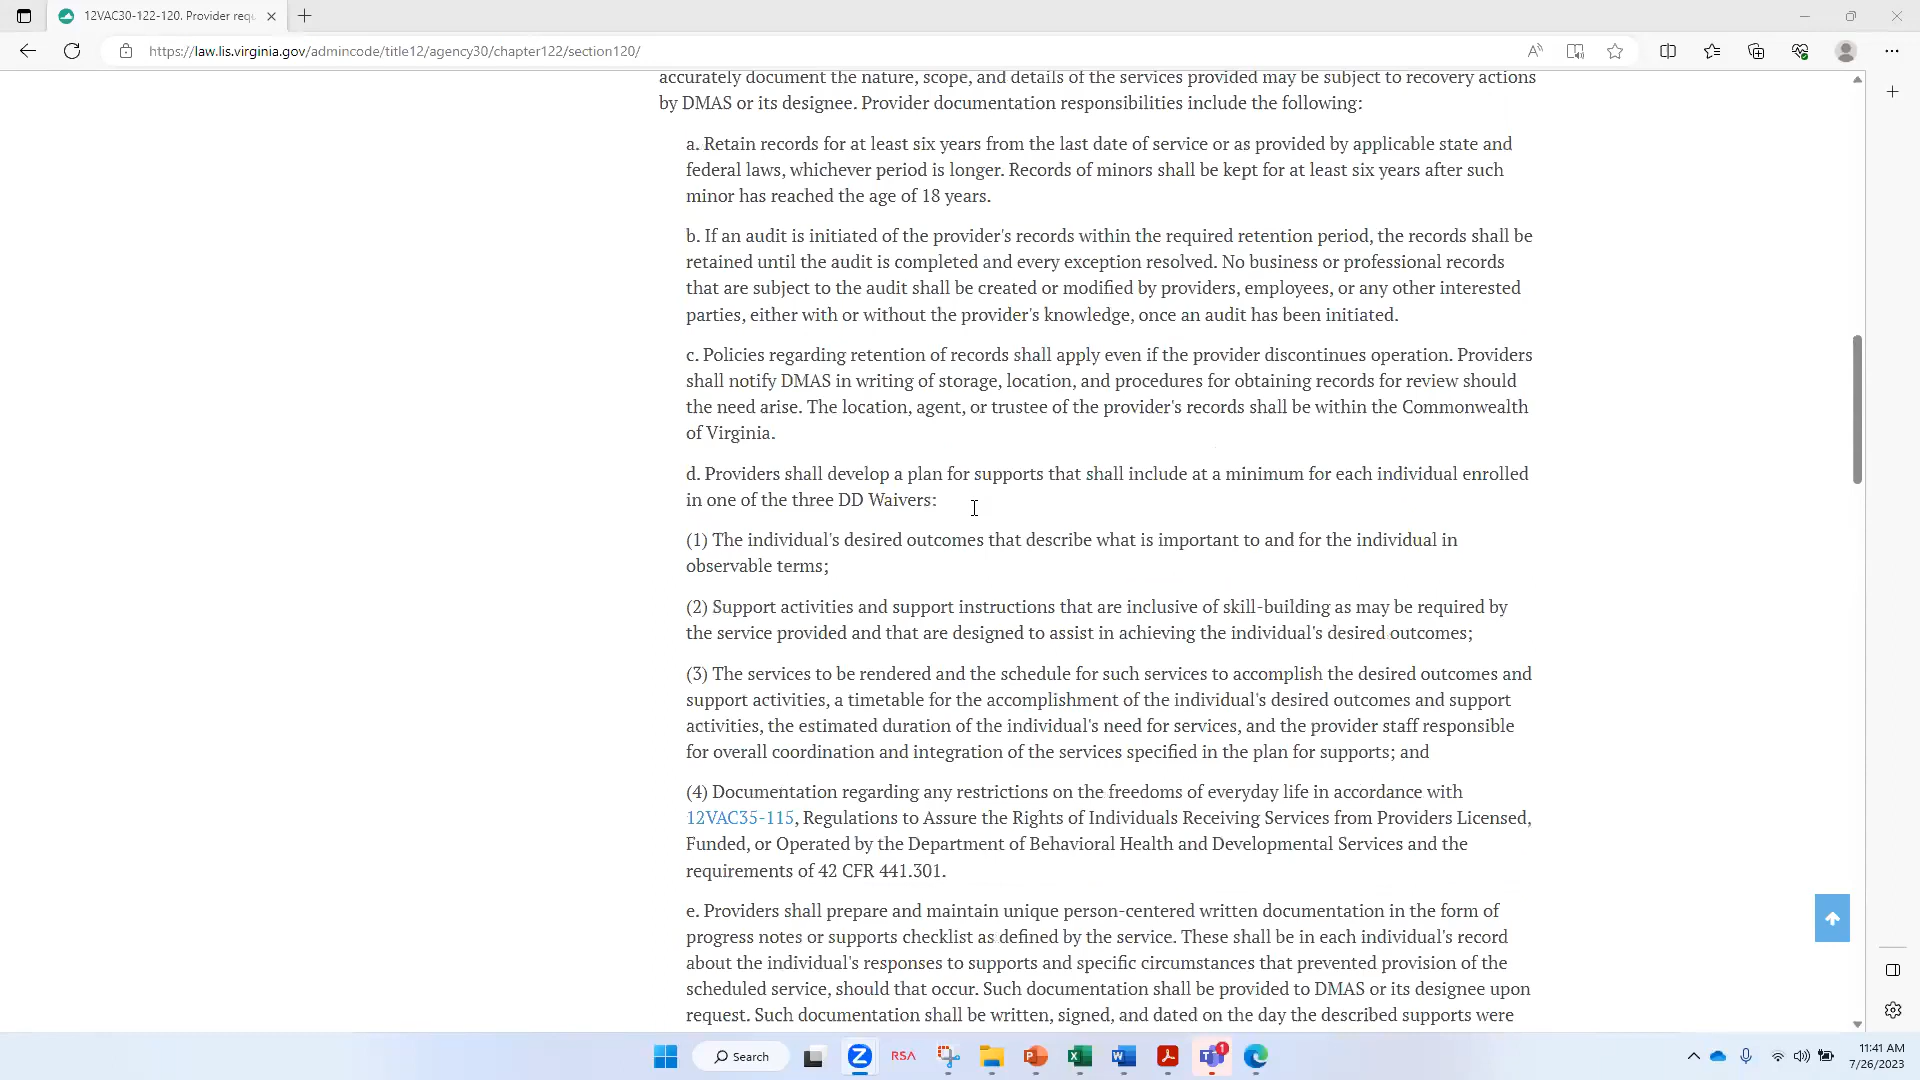 12VAC30-122-120. Provider requ
https://law.lis.virginia.gov/admincode/title12/agency30/chapter122/section120/
accurately document the nature, scope, and details of the services provided may be subject to recovery actions
by DMAS or its designee. Provider documentation responsibilities include the following:
a. Retain records for at least six years from the last date of service or as provided by applicable state and
federal laws, whichever period is longer. Records of minors shall be kept for at least six years after such
minor has reached the age of 18 years.
b. If an audit is initiated of the provider's records within the required retention period, the records shall be
retained until the audit is completed and every exception resolved. No business or professional records
that are subject to the audit shall be created or modified by providers, employees, or any other interested
parties, either with or without the provider's knowledge, once an audit has been initiated.
c. Policies regarding retention of records shall apply even if the provider discontinues operation. Providers
shall notify DMAS in writing of storage, location, and procedures for obtaining records for review should
the need arise. The location, agent, or trustee of the provider's records shall be within the Commonwealth
of Virginia.
d. Providers shall develop a plan for supports that shall include at a minimum for each individual enrolled
in one of the three DD Waivers:
(1) The individual's desired outcomes that describe what is important to and for the individual in
observable terms;
(2) Support activities and support instructions that are inclusive of skill-building as may be required by
the service provided and that are designed to assist in achieving the individual's desired outcomes;
(3) The services to be rendered and the schedule for such services to accomplish the desired outcomes and
support activities, a timetable for the accomplishment of the individual's desired outcomes and support
activities, the estimated duration of the individual's need for services, and the provider staff responsible
for overall coordination and integration of the services specified in the plan for supports; and
(4) Documentation regarding any restrictions on the freedoms of everyday life in accordance with
12VAC35-115, Regulations to Assure the Rights of Individuals Receiving Services from Providers Licensed,
Funded, or Operated by the Department of Behavioral Health and Developmental Services and the
requirements of 42 CFR 441.301.
e. Providers shall prepare and maintain unique person-centered written documentation in the form of
progress notes or supports checklist as defined by the service. These shall be in each individual's record
about the individual's responses to supports and specific circumstances that prevented provision of the
scheduled service, should that occur. Such documentation shall be provided to DMAS or its designee upon
request. Such documentation shall be written, signed, and dated on the day the described supports were
Search
RSA
1
11:41 AM
7/26/2023